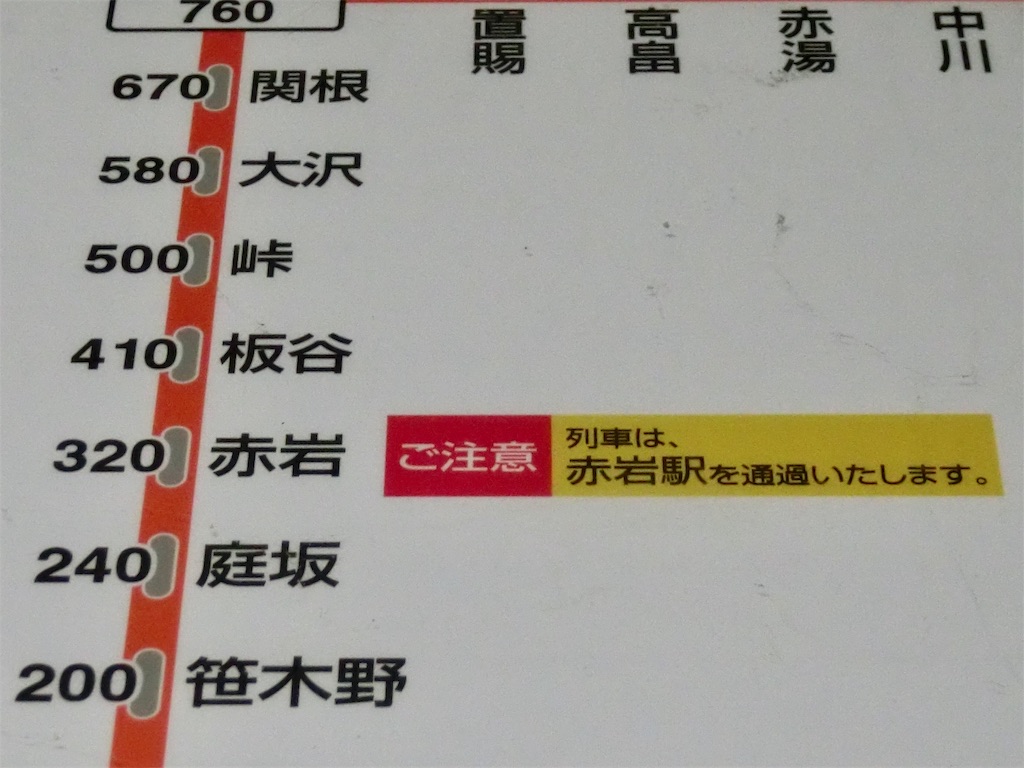 760
置賜
高畠
赤湯
中川
670 関根
580 大沢
500 峠
410 板谷
320 赤岩
ご注意
列車は、
赤岩駅を通過いたします。
240 庭坂
200 笹木野